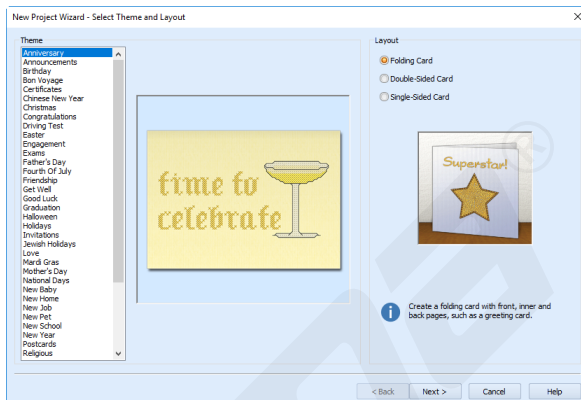 New Project Wizard - Select Theme and Layout
Theme
Anniversary
Announcements
Birthday
Bon Voyage
Certificates
Chinese New Year
Christmas
Congratulations
Driving Test
Easter
Engagement
Exams
Father's Day
Fourth Of July
Friendship
Get Well
Good Luck
Graduation
Halloween
Holidays
Invitations
Jewish Holidays
Love
Mardi Gras
Mother's Day
National Days
New Baby
New Home
New Job
New Pet
New School
New Year
Postcards
Religious
time to
celebrate
Layout
Folding Card
Double-Sided Card
Single-Sided Card
Superstar!
Create a folding card with front, inner and
back pages, such as a greeting card.
< Back Next > Cancel Help